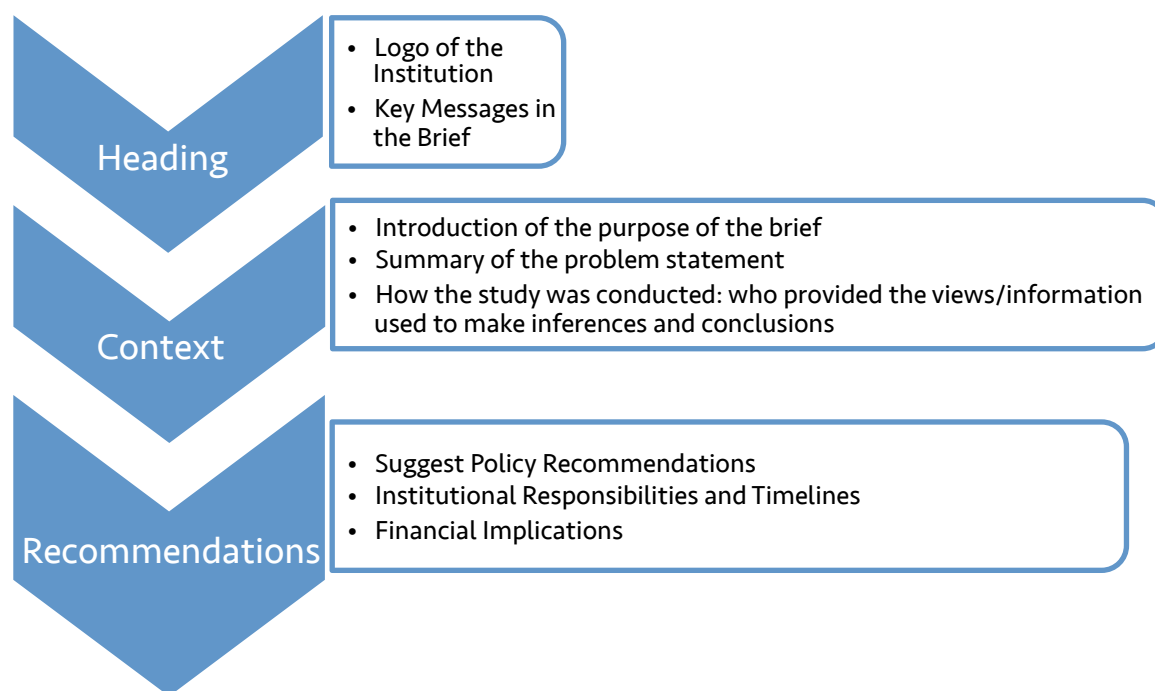 Heading
• Logo of the
Institution
• Key Messages in
the Brief
Context
• Introduction of the purpose of the brief
• Summary of the problem statement
• How the study was conducted: who provided the views/information
used to make inferences and conclusions
Recommendations
• Suggest Policy Recommendations
• Institutional Responsibilities and Timelines
• Financial Implications